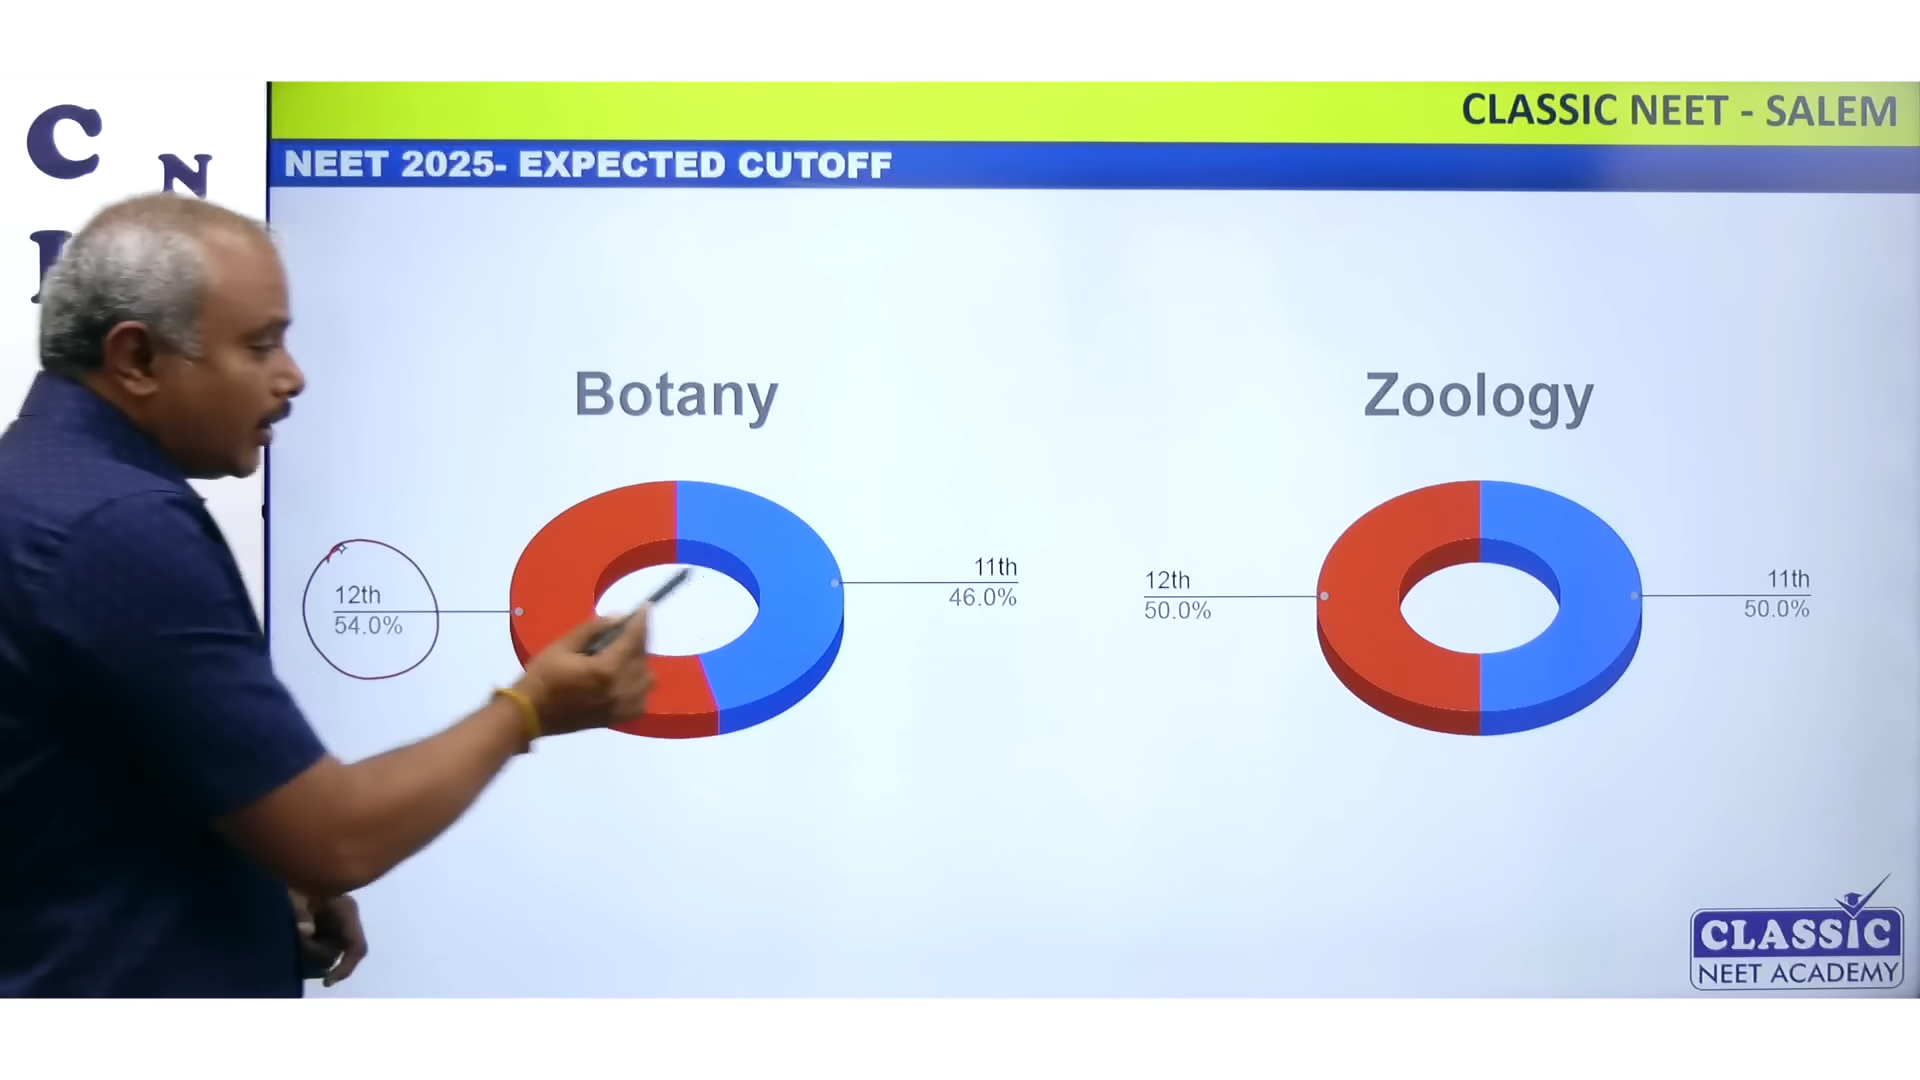 C
N
CLASSIC NEET - SALEM
NEET 2025- EXPECTED CUTOFF
Botany
12th
54.0%
11th
46.0%
Zoology
12th
50.0%
11th
50.0%
CLASSIC
NEET ACADEMY